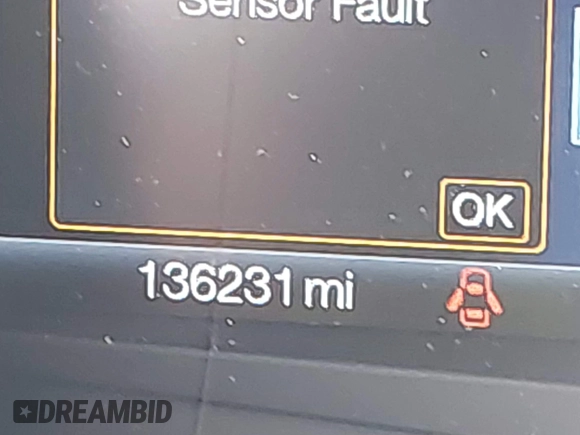 Sensor Fault
OK
136231 mi
DREAMBID